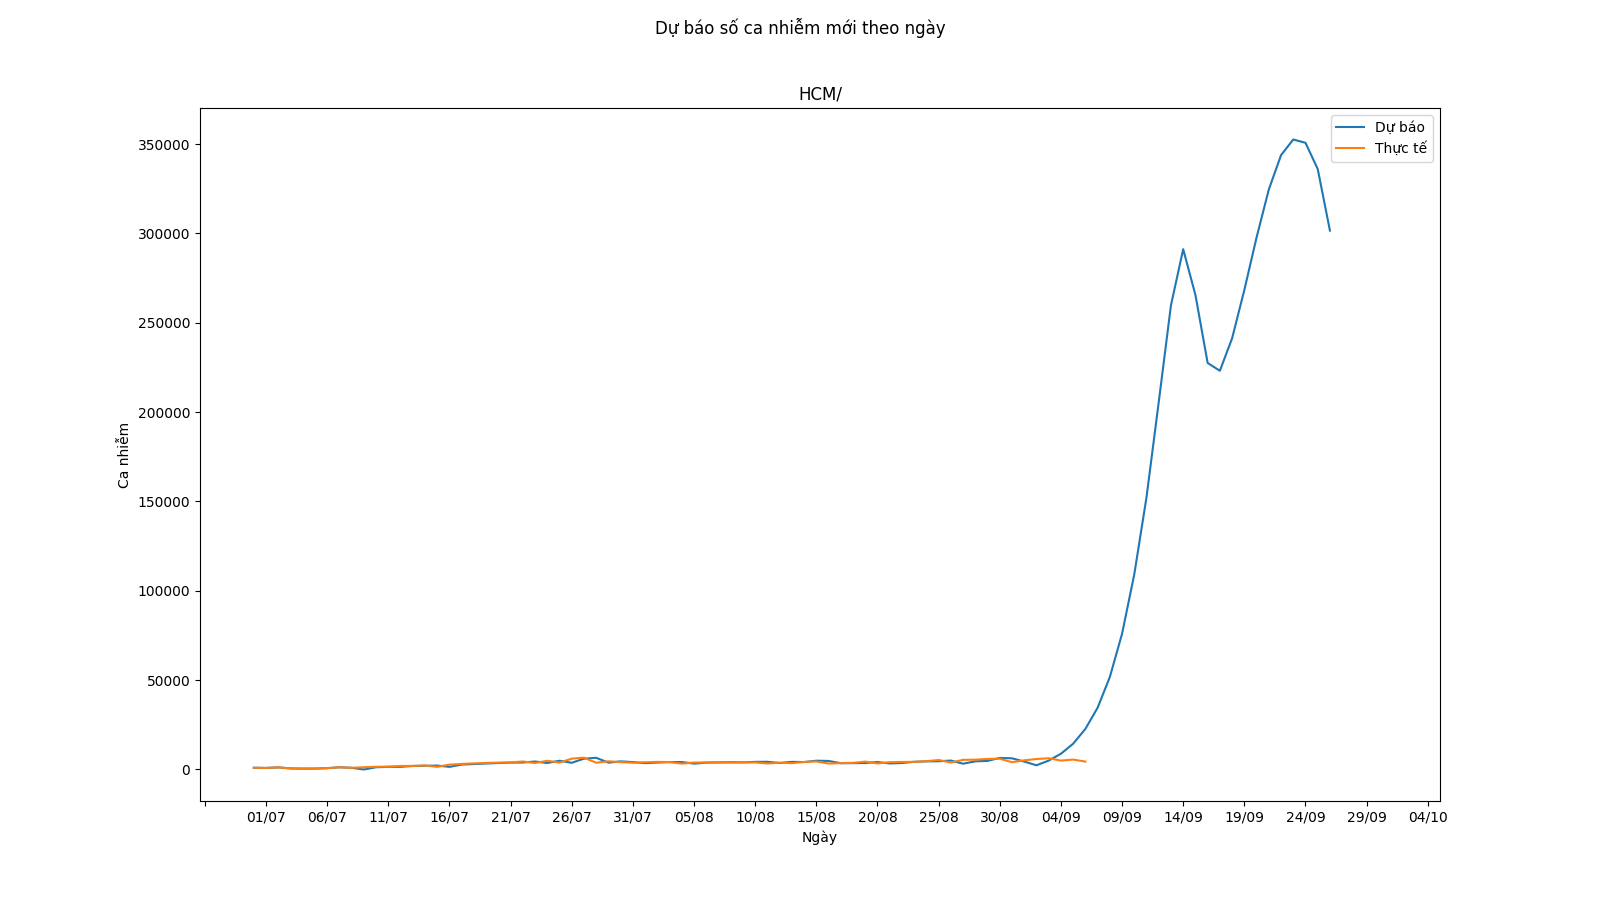 Dự báo số ca nhiễm mới theo ngày
HCM/
Dự báo
Thực tế
350000
300000
250000
200000
150000
100000
50000
0
Ca nhiễm
01/07 06/07 11/07 16/07 21/07 26/07 31/07 05/08 10/08 15/08 20/08 25/08 30/08 04/09 09/09 14/09 19/09 24/09 29/09 04/10
Ngày